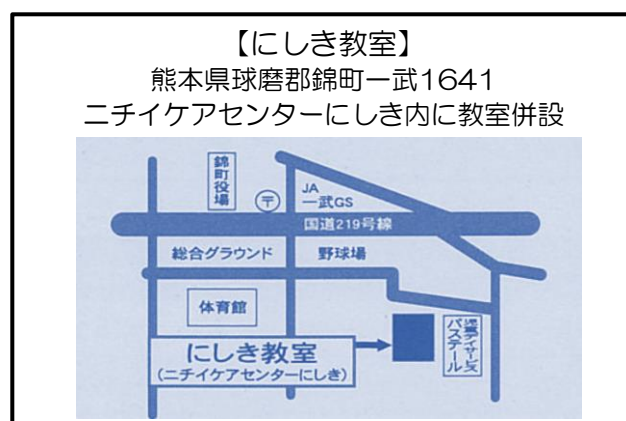 【にしき教室】
熊本県球磨郡錦町一武1641
ニチイケアセンターにしき内に教室併設
錦町役場
〒
JA
一武GS
国道219号線
総合グラウンド
野球場
体育館
にしき教室
(ニチイケアセンターにしき)
パステール